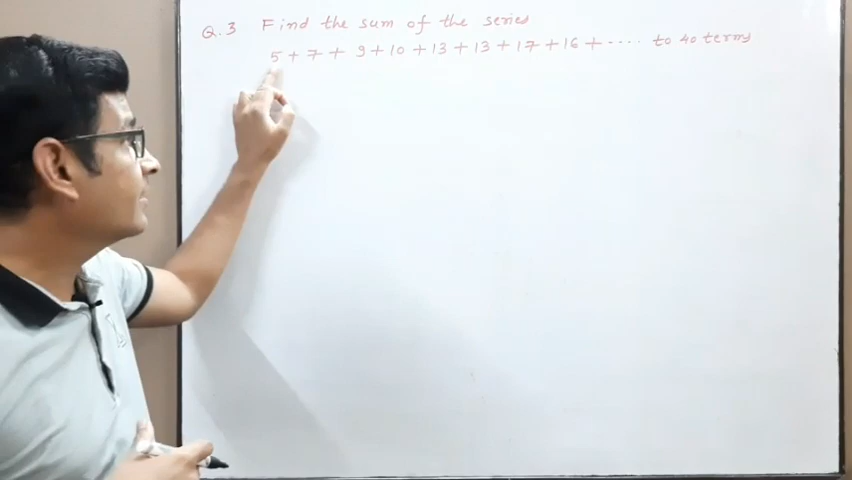 Q.3 Find the sum of the series
5 + 7 + 9 + 10 + 13 + 13 + 17 + 16 + .... to 40 terms